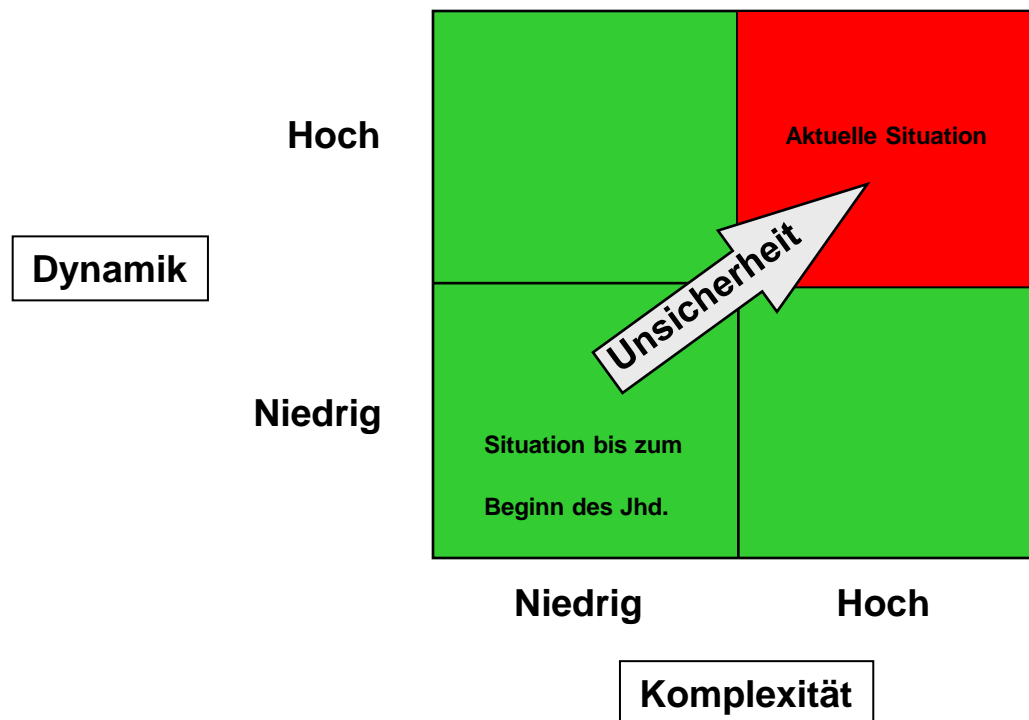 Hoch
Aktuelle Situation
Dynamik
Unsicherheit
Niedrig
Situation bis zum
Beginn des Jhd.
Niedrig
Hoch
Komplexität